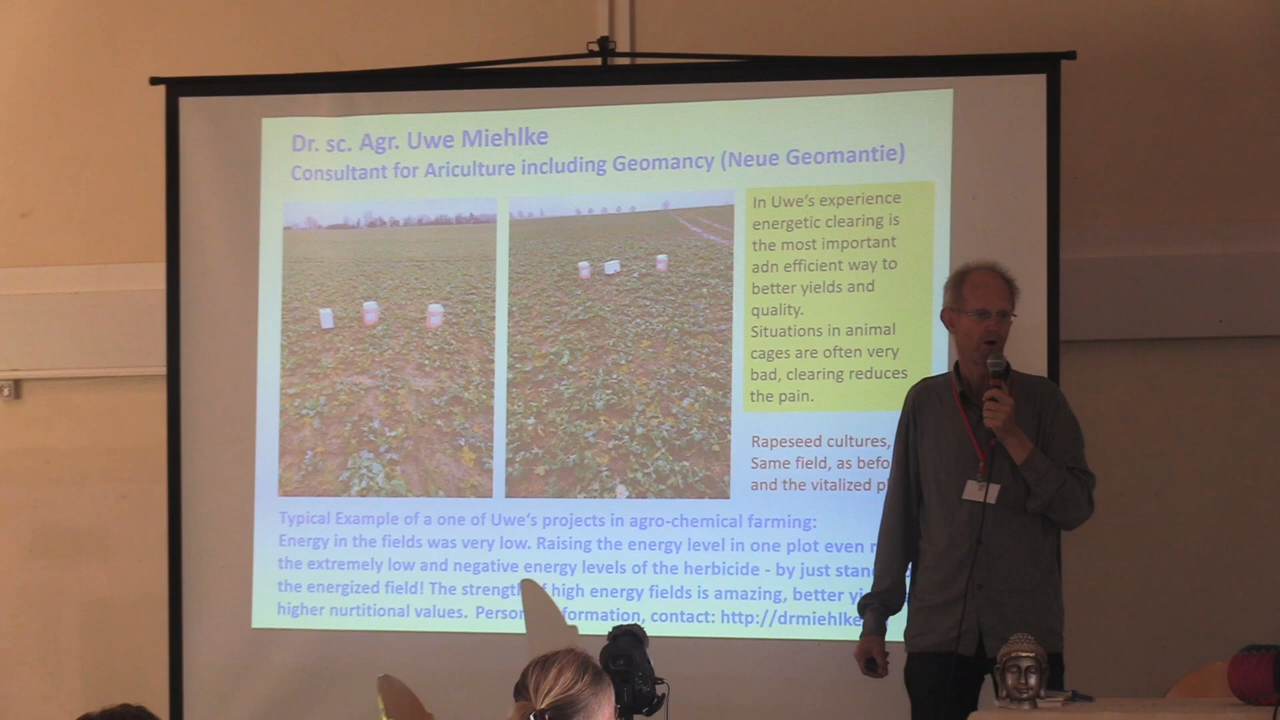 Dr. sc. Agr. Uwe Miehlke
Consultant for Ariculture including Geomancy (Neue Geomantie)
In Uwe's experience
energetic clearing is
the most important
adn efficient way to
better yields and
quality.
Situations in animal
cages are often very
bad, clearing reduces
the pain.
Rapeseed cultures,
Same field, as befo
and the vitalized p
Typical Example of a one of Uwe's projects in agro-chemical farming:
Energy in the fields was very low. Raising the energy level in one plot even
the extremely low and negative energy levels of the herbicide - by just stan
the energized field! The strength of high energy fields is amazing, better yi
higher nurtitional values. Person formation, contact: http://drmiehlke